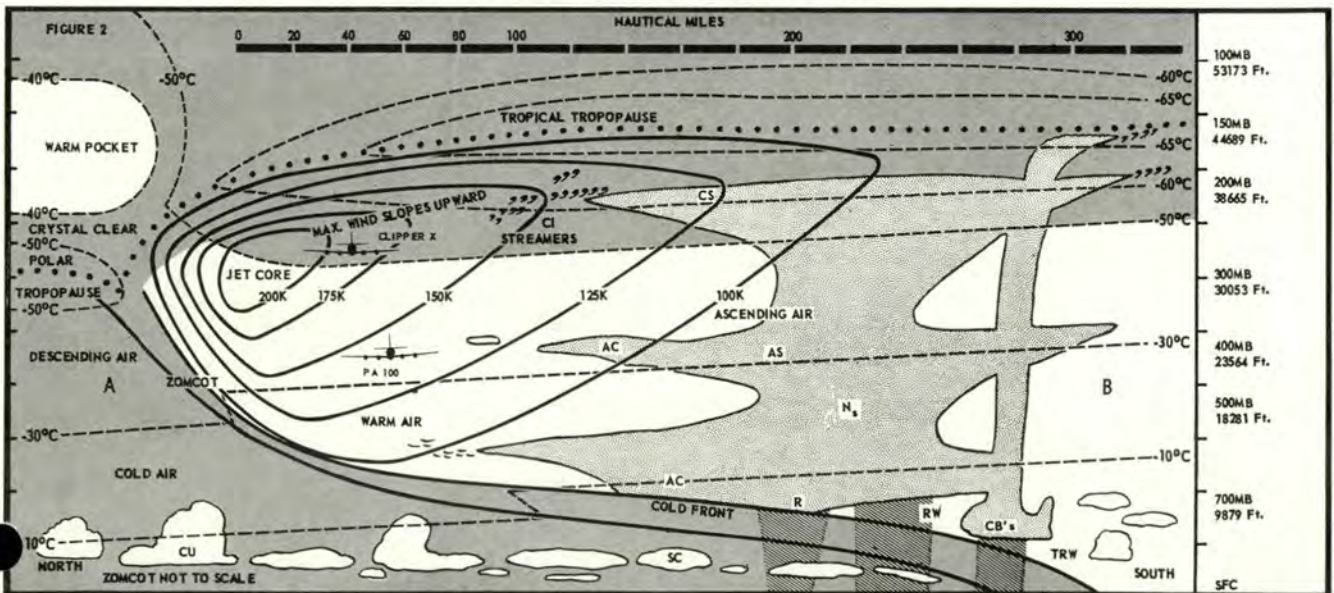 FIGURE 2
NAUTICAL MILES
0 20 40 60 80 100 200 300
-40°C
-50°C
WARM POCKET
-40°C
CRYSTAL CLEAR
-50°C
POLAR
TROPOPAUSE
-50°C
DESCENDING AIR
A
ZOMCOT
-30°C
COLD AIR
10°C
NORTH
CU
ZOMCOT NOT TO SCALE
TROPICAL TROPOPAUSE
MAX. WIND SLOPES UPWARD
CLIPPER X
CI
STREAMERS
CS
JET CORE
200K
175K
150K
125K
100K
ASCENDING AIR
PA 100
AC
AS
WARM AIR
Ns
B
AC
COLD FRONT
R
RW
CB's
TRW
SC
SOUTH
-60°C
-65°C
-65°C
-60°C
-50°C
-30°C
-10°C
100MB
53173 Ft.
150MB
44689 Ft.
200MB
38665 Ft.
300MB
30053 Ft.
400MB
23564 Ft.
500MB
18281 Ft.
700MB
9879 Ft.
SFC